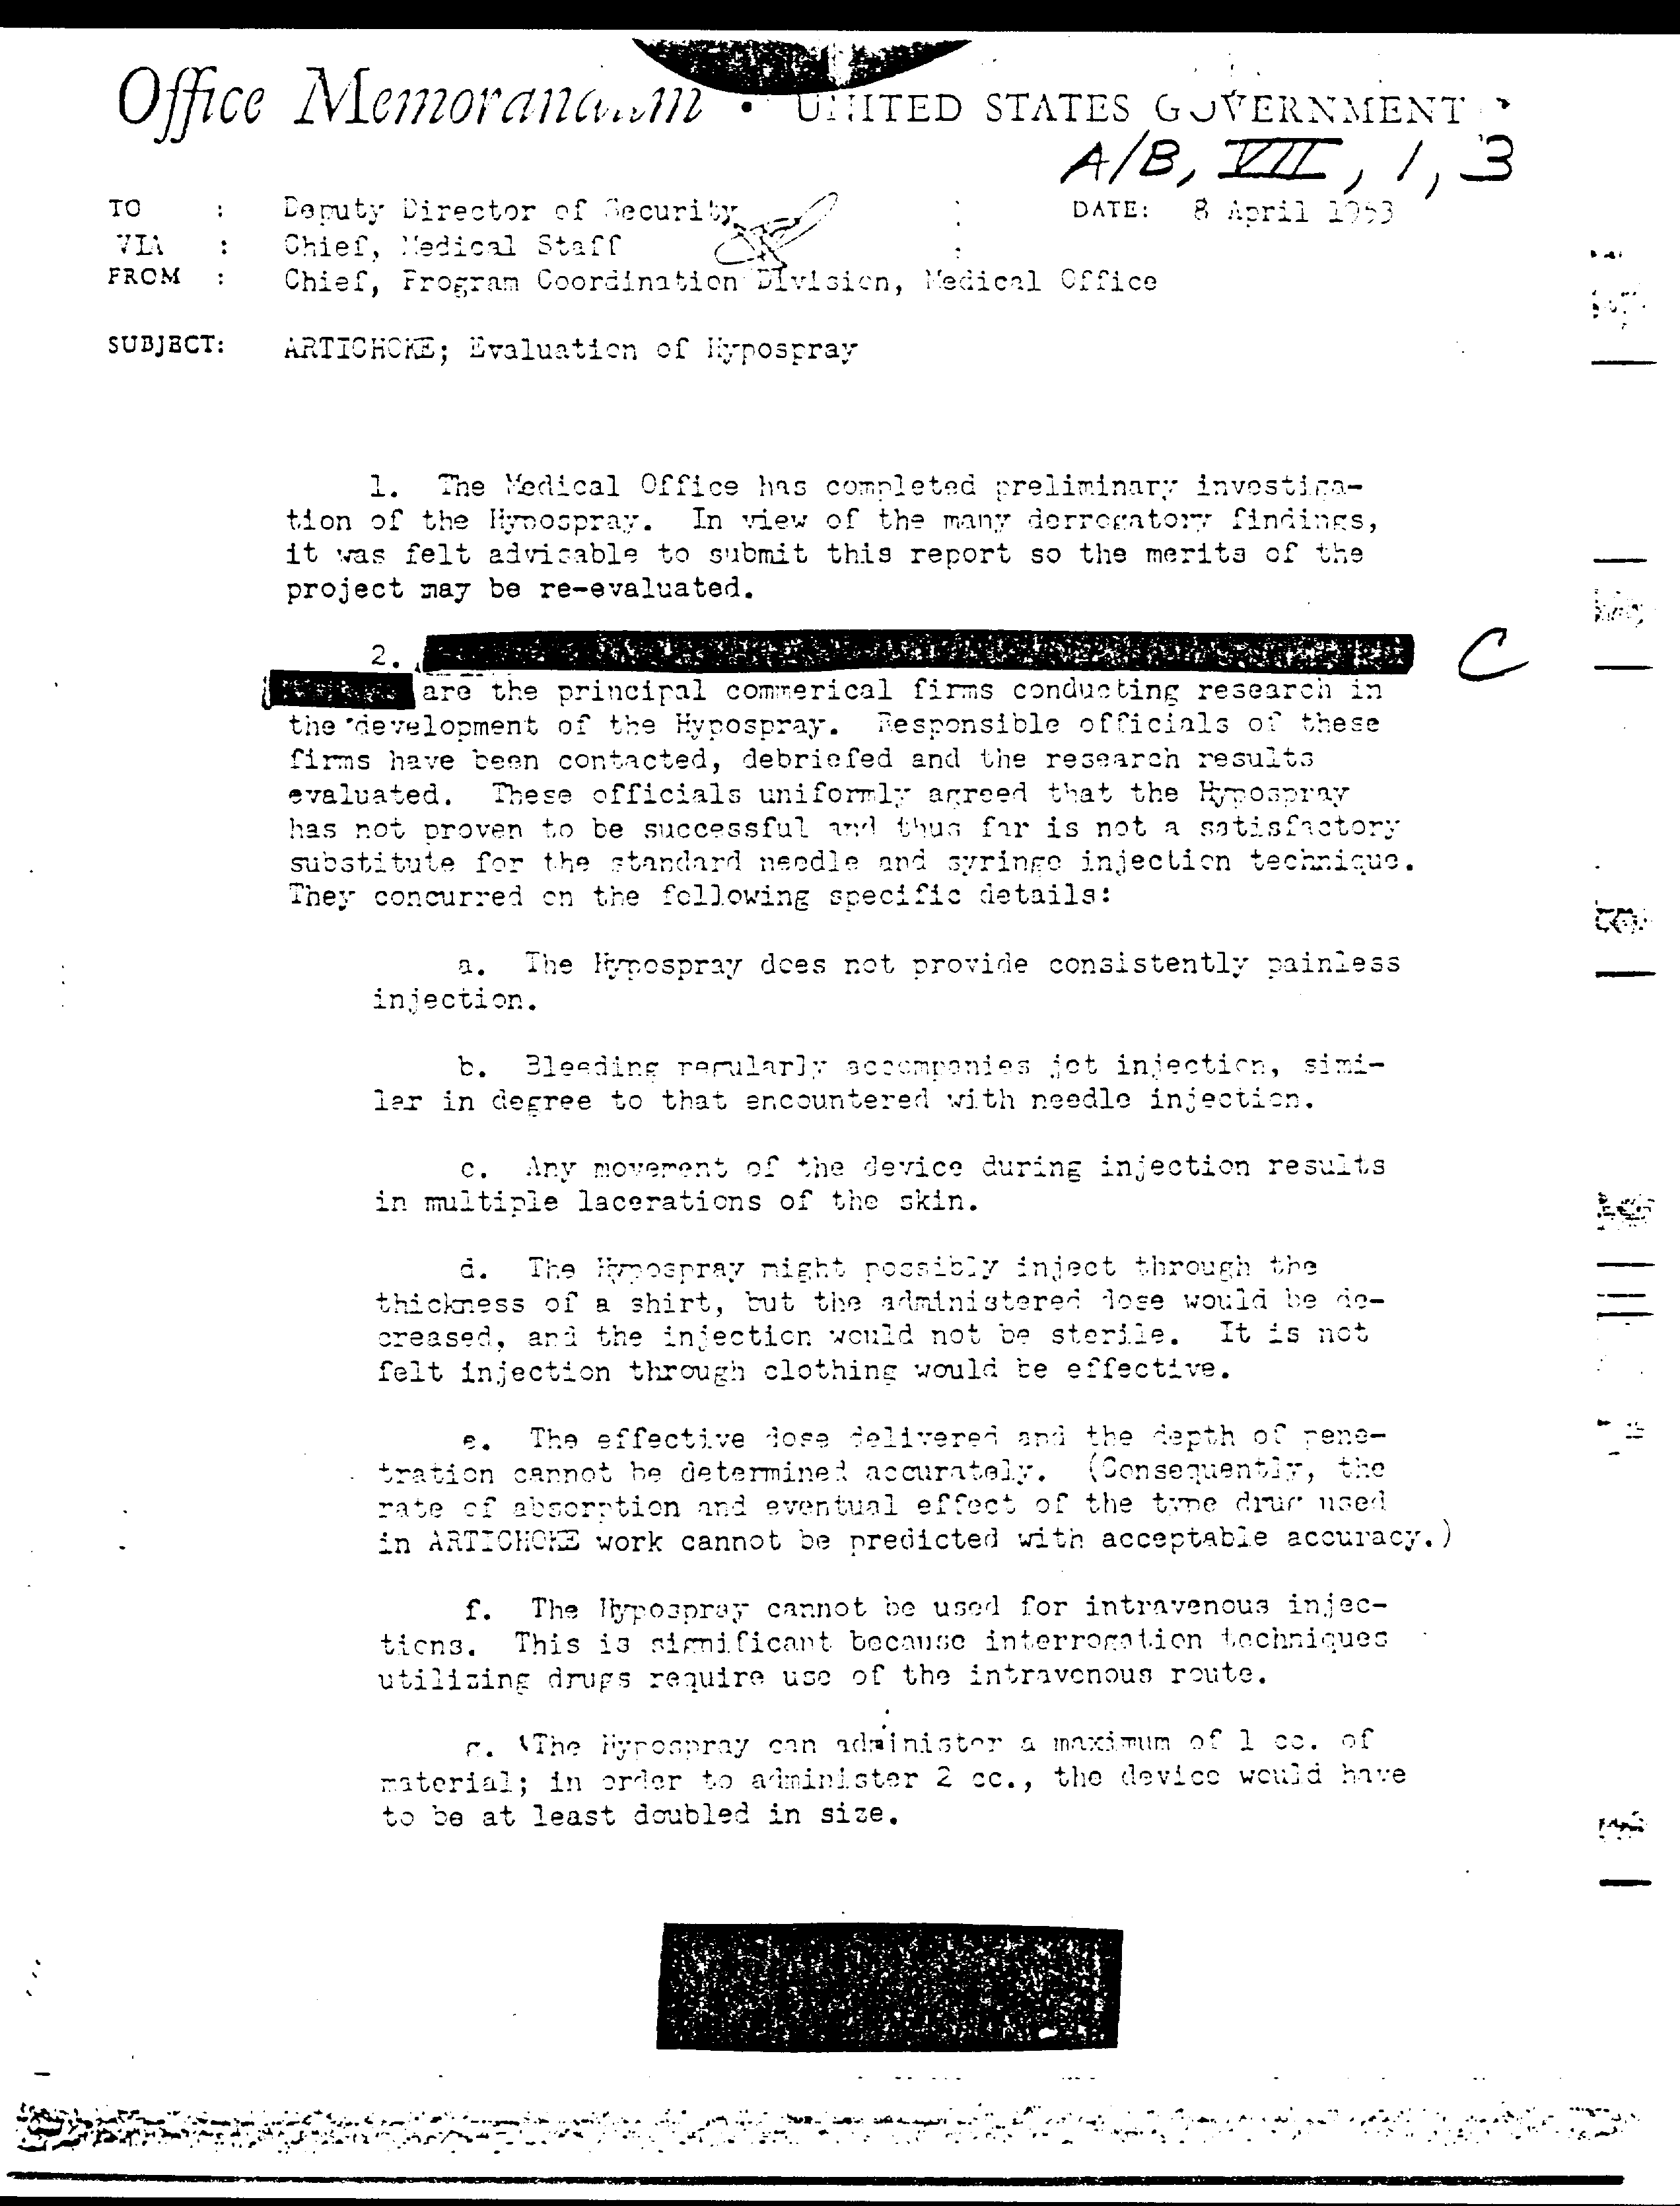 Office Memorandum • UNITED STATES GOVERNMENT
A/B, VII, 1, 3
TO : Deputy Director of Security DATE: 8 April 1953
VIA : Chief, Medical Staff
FROM : Chief, Program Coordination Division, Medical Office
SUBJECT: ARTICHOKE; Evaluation of Hypospray
1. The Medical Office has completed preliminary investiga-
tion of the Hypospray. In view of the many derrogatory findings,
it was felt advisable to submit this report so the merits of the
project may be re-evaluated.
2.
C
are the principal commerical firms conducting research in
the development of the Hypospray. Responsible officials of these
firms have been contacted, debriefed and the research results
evaluated. These officials uniformly agreed that the Hypospray
has not proven to be successful and thus far is not a satisfactory
substitute for the standard needle and syringe injection technique.
They concurred on the following specific details:
a. The Hypospray does not provide consistently painless
injection.
b. Bleeding regularly accompanies jet injection, simi-
lar in degree to that encountered with needle injection.
c. Any movement of the device during injection results
in multiple lacerations of the skin.
d. The Hypospray might possibly inject through the
thickness of a shirt, but the administered dose would be de-
creased, and the injection would not be sterile. It is not
felt injection through clothing would be effective.
e. The effective dose delivered and the depth of pene-
tration cannot be determined accurately. (Consequently, the
rate of absorption and eventual effect of the type drug used
in ARTICHOKE work cannot be predicted with acceptable accuracy.)
f. The Hypospray cannot be used for intravenous injec-
tions. This is significant because interrogation techniques
utilizing drugs require use of the intravenous route.
g. The Hypospray can administer a maximum of 1 cc. of
material; in order to administer 2 cc., the device would have
to be at least doubled in size.